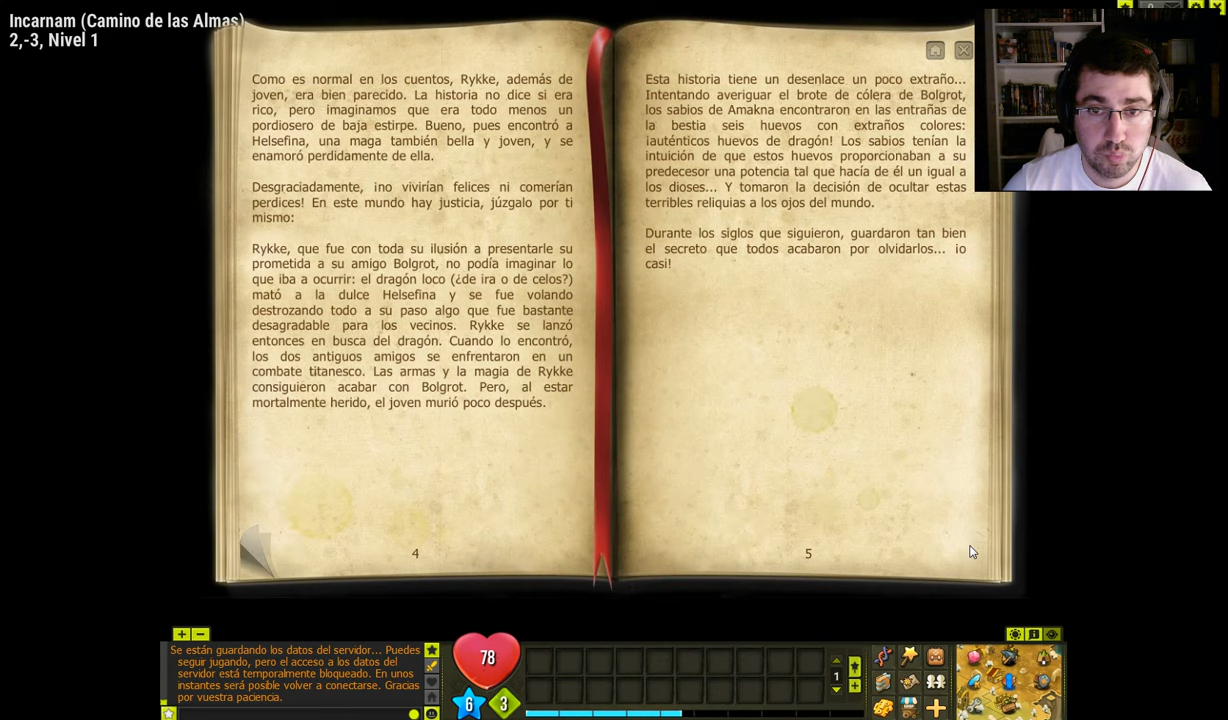 Incarnam (Camino de las Almas)
2,-3, Nivel 1
Como es normal en los cuentos, Rykke, además de
joven, era bien parecido. La historia no dice si era
rico, pero imaginamos que era todo menos un
pordiosero de baja estirpe. Bueno, pues encontró a
Helsefina, una maga también bella y joven, y se
enamoró perdidamente de ella.
Desgraciadamente, ¡no vivirían felices ni comerían
perdices! En este mundo hay justicia, júzgalo por ti
mismo:
Rykke, que fue con toda su ilusión a presentarle su
prometida a su amigo Bolgrot, no podía imaginar lo
que iba a ocurrir: el dragón loco (¿de ira o de celos?)
mató a la dulce Helsefina y se fue volando
destrozando todo a su paso algo que fue bastante
desagradable para los vecinos. Rykke se lanzó
entonces en busca del dragón. Cuando lo encontró,
los dos antiguos amigos se enfrentaron en un
combate titanesco. Las armas y la magia de Rykke
consiguieron acabar con Bolgrot. Pero, al estar
mortalmente herido, el joven murió poco después.
4
Esta historia tiene un desenlace un poco extraño...
Intentando averiguar el brote de cólera de Bolgrot,
los sabios de Amakna encontraron en las entrañas de
la bestia seis huevos con extraños colores:
¡auténticos huevos de dragón! Los sabios tenían la
intuición de que estos huevos proporcionaban a su
predecesor una potencia tal que hacía de él un igual a
los dioses... Y tomaron la decisión de ocultar estas
terribles reliquias a los ojos del mundo.
Durante los siglos que siguieron, guardaron tan bien
el secreto que todos acabaron por olvidarlos... ¡o
casi!
5
Se están guardando los datos del servidor... Puedes
seguir jugando, pero el acceso a los datos del
servidor está temporalmente bloqueado. En unos
instantes será posible volver a conectarse. Gracias
por vuestra paciencia.
78
6
3
1